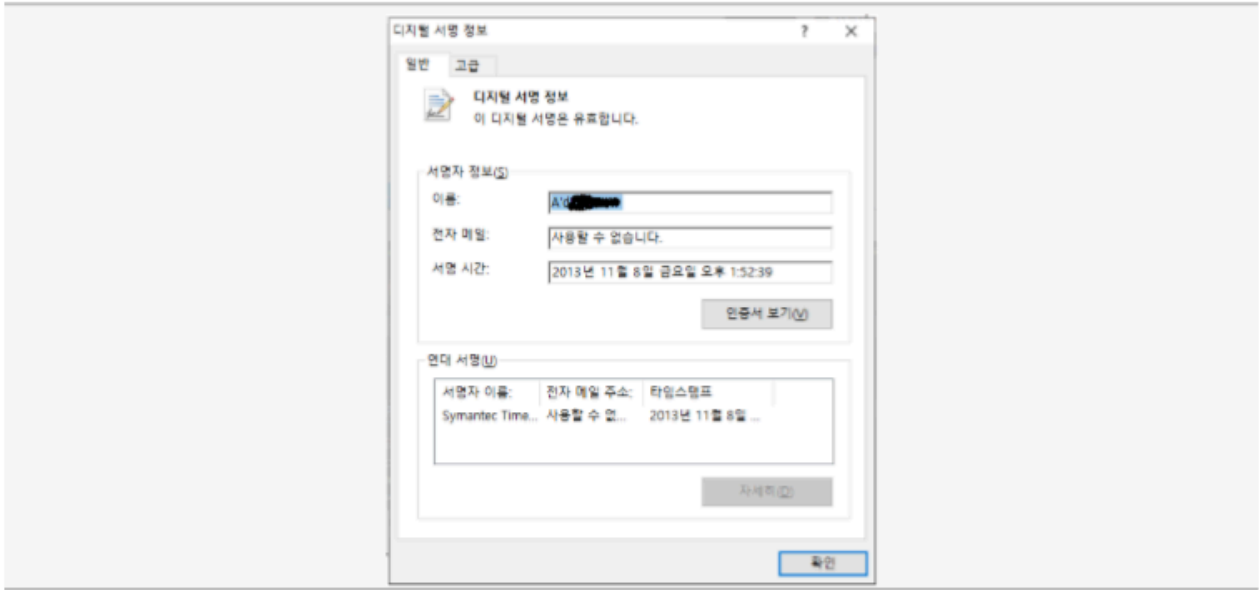 디지털 서명 정보 ? ×
일반 고급
디지털 서명 정보
이 디지털 서명은 유효합니다.
서명자 정보(S)
이름:
전자 메일: 사용할 수 없습니다.
서명 시간: 2013년 11월 8일 금요일 오후 1:52:39
인증서 보기(V)
연대 서명(U)
서명자 이름: 전자 메일 주소: 타임스탬프
Symantec Time... 사용할 수 없... 2013년 11월 8일 ...
자세히(D)
확인